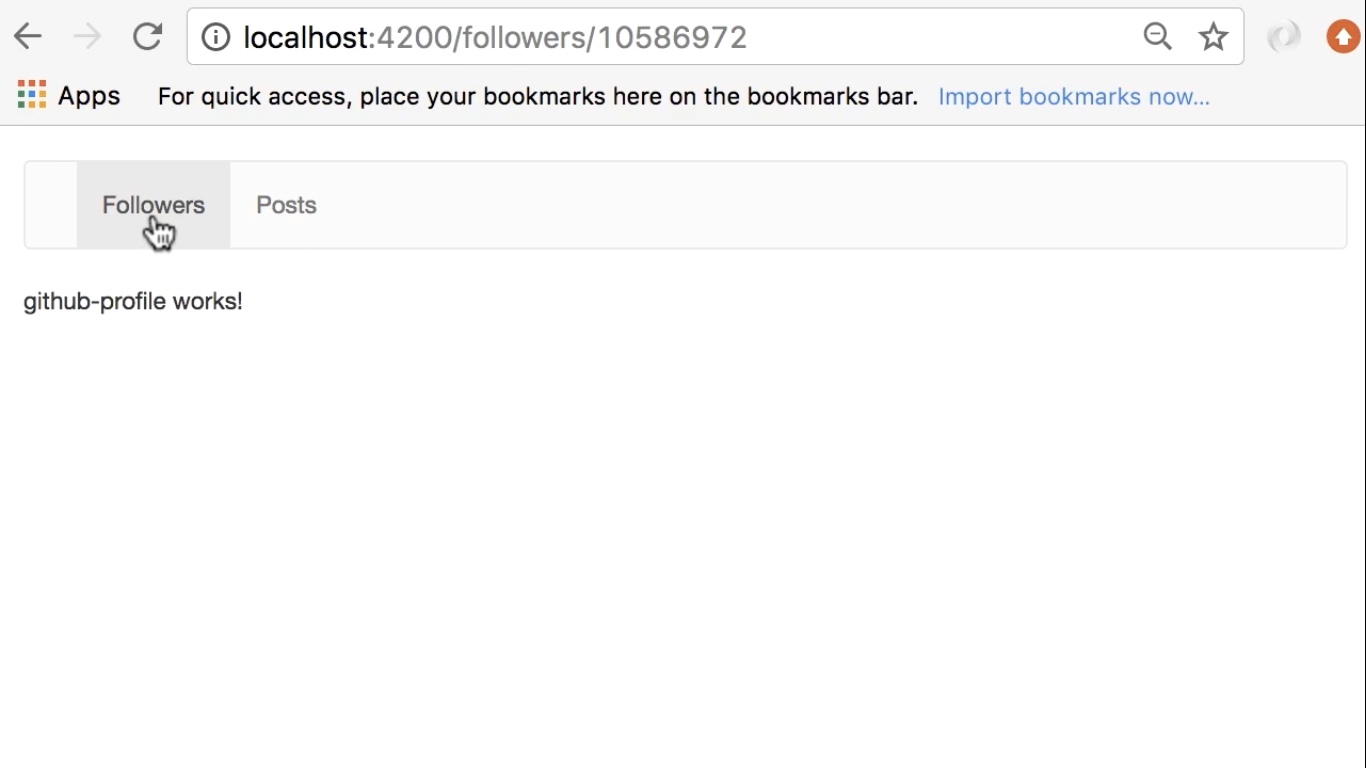 localhost:4200/followers/10586972
Apps For quick access, place your bookmarks here on the bookmarks bar. Import bookmarks now...
Followers Posts
github-profile works!